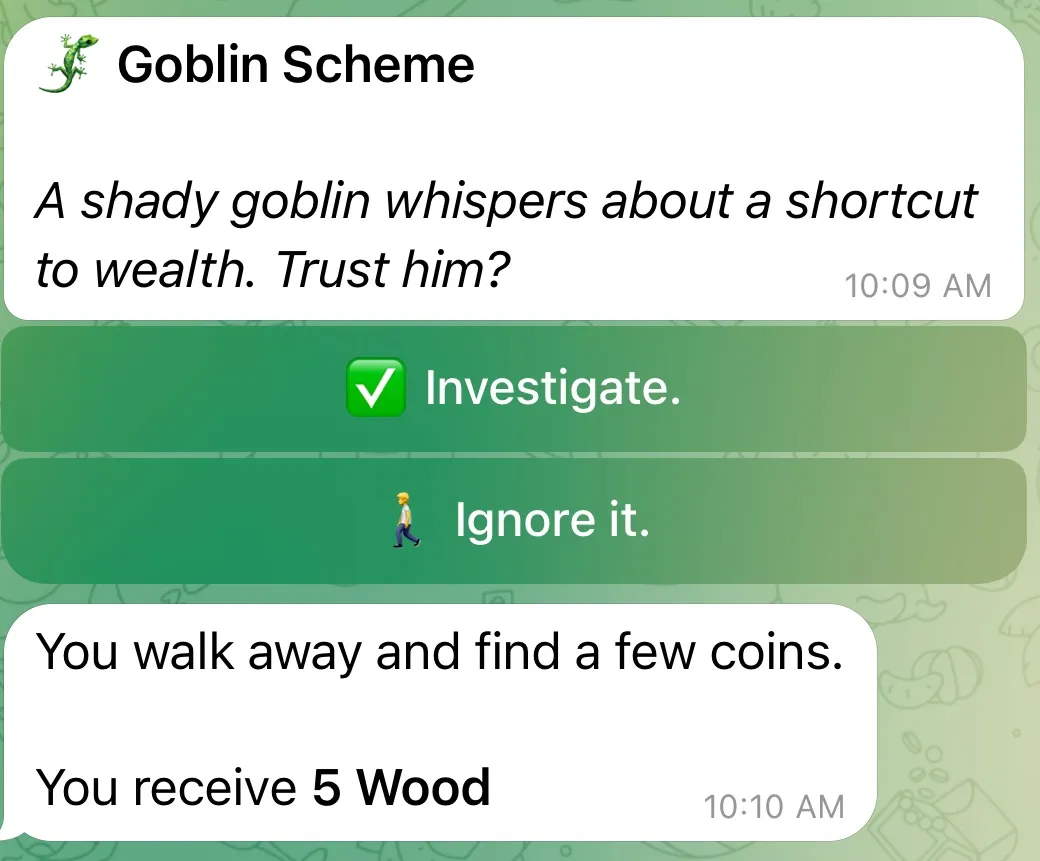 Goblin Scheme
A shady goblin whispers about a shortcut
to wealth. Trust him?
10:09 AM
Investigate.
Ignore it.
You walk away and find a few coins.
You receive 5 Wood
10:10 AM